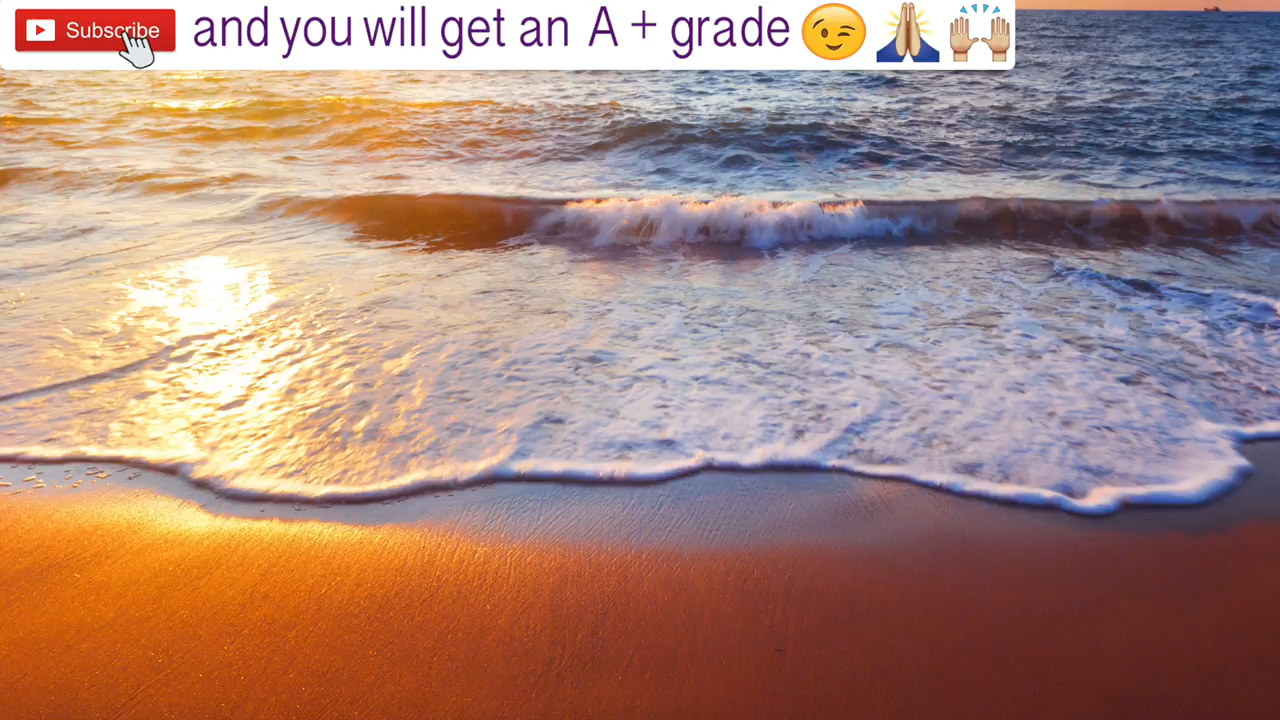 Subscribe and you will get an A + grade 😉 🙏 🙌